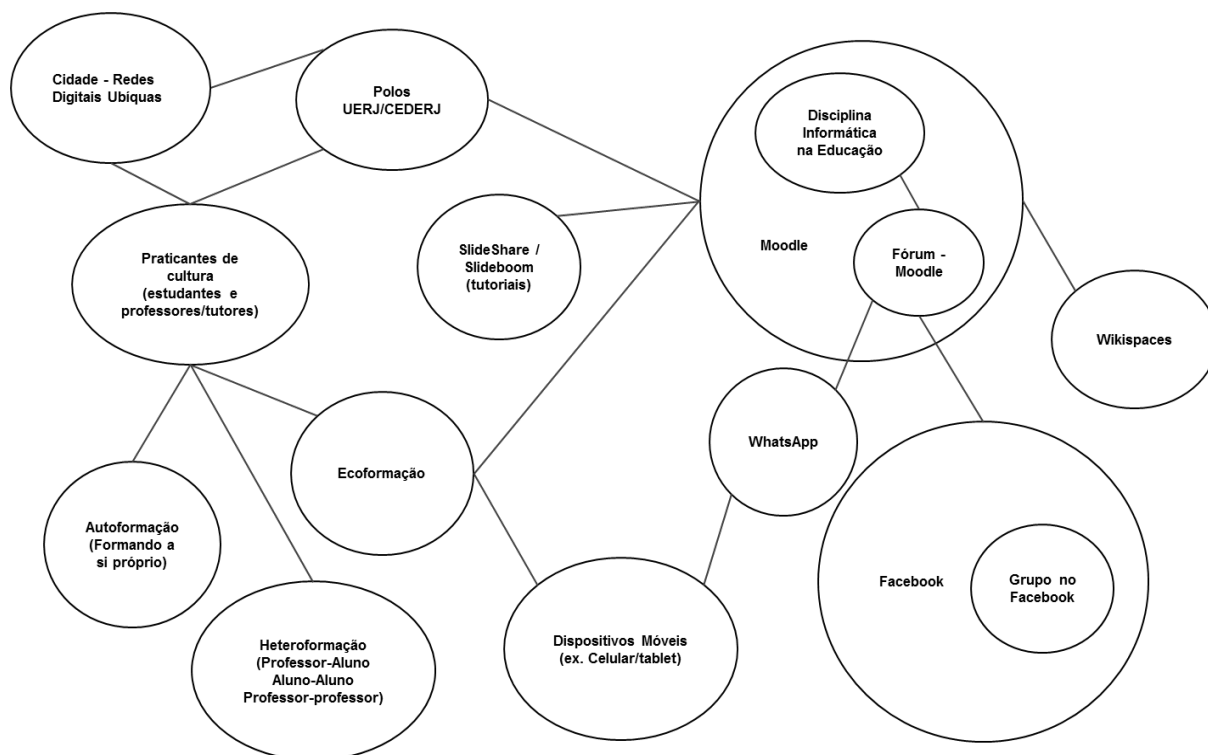 Cidade - Redes
Digitais Ubíquas
Polos
UERJ/CEDERJ
Disciplina
Informática
na Educação
Praticantes de
cultura
(estudantes e
professores/tutores)
SlideShare /
Slideboom
(tutoriais)
Moodle
Fórum -
Moodle
Wikispaces
WhatsApp
Ecoformação
Autoformação
(Formando a
si próprio)
Heteroformação
(Professor-Aluno
Aluno-Aluno
Professor-professor)
Dispositivos Móveis
(ex. Celular/tablet)
Facebook
Grupo no
Facebook